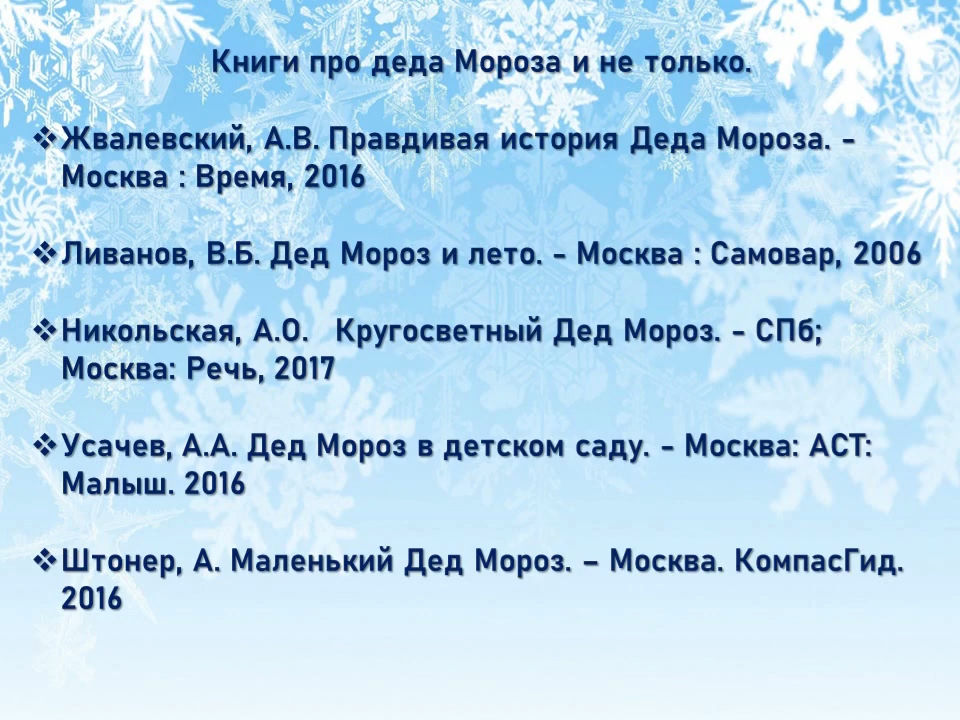 Книги про деда Мороза и не только.
❖Жвалевский, А.В. Правдивая история Деда Мороза. -
Москва : Время, 2016
❖Ливанов, В.Б. Дед Мороз и лето. - Москва : Самовар, 2006
❖Никольская, А.О.   Кругосветный Дед Мороз. - СПб;
Москва: Речь, 2017
❖Усачев, А.А. Дед Мороз в детском саду. - Москва: АСТ:
Малыш. 2016
❖Штонер, А. Маленький Дед Мороз. – Москва. КомпасГид.
2016